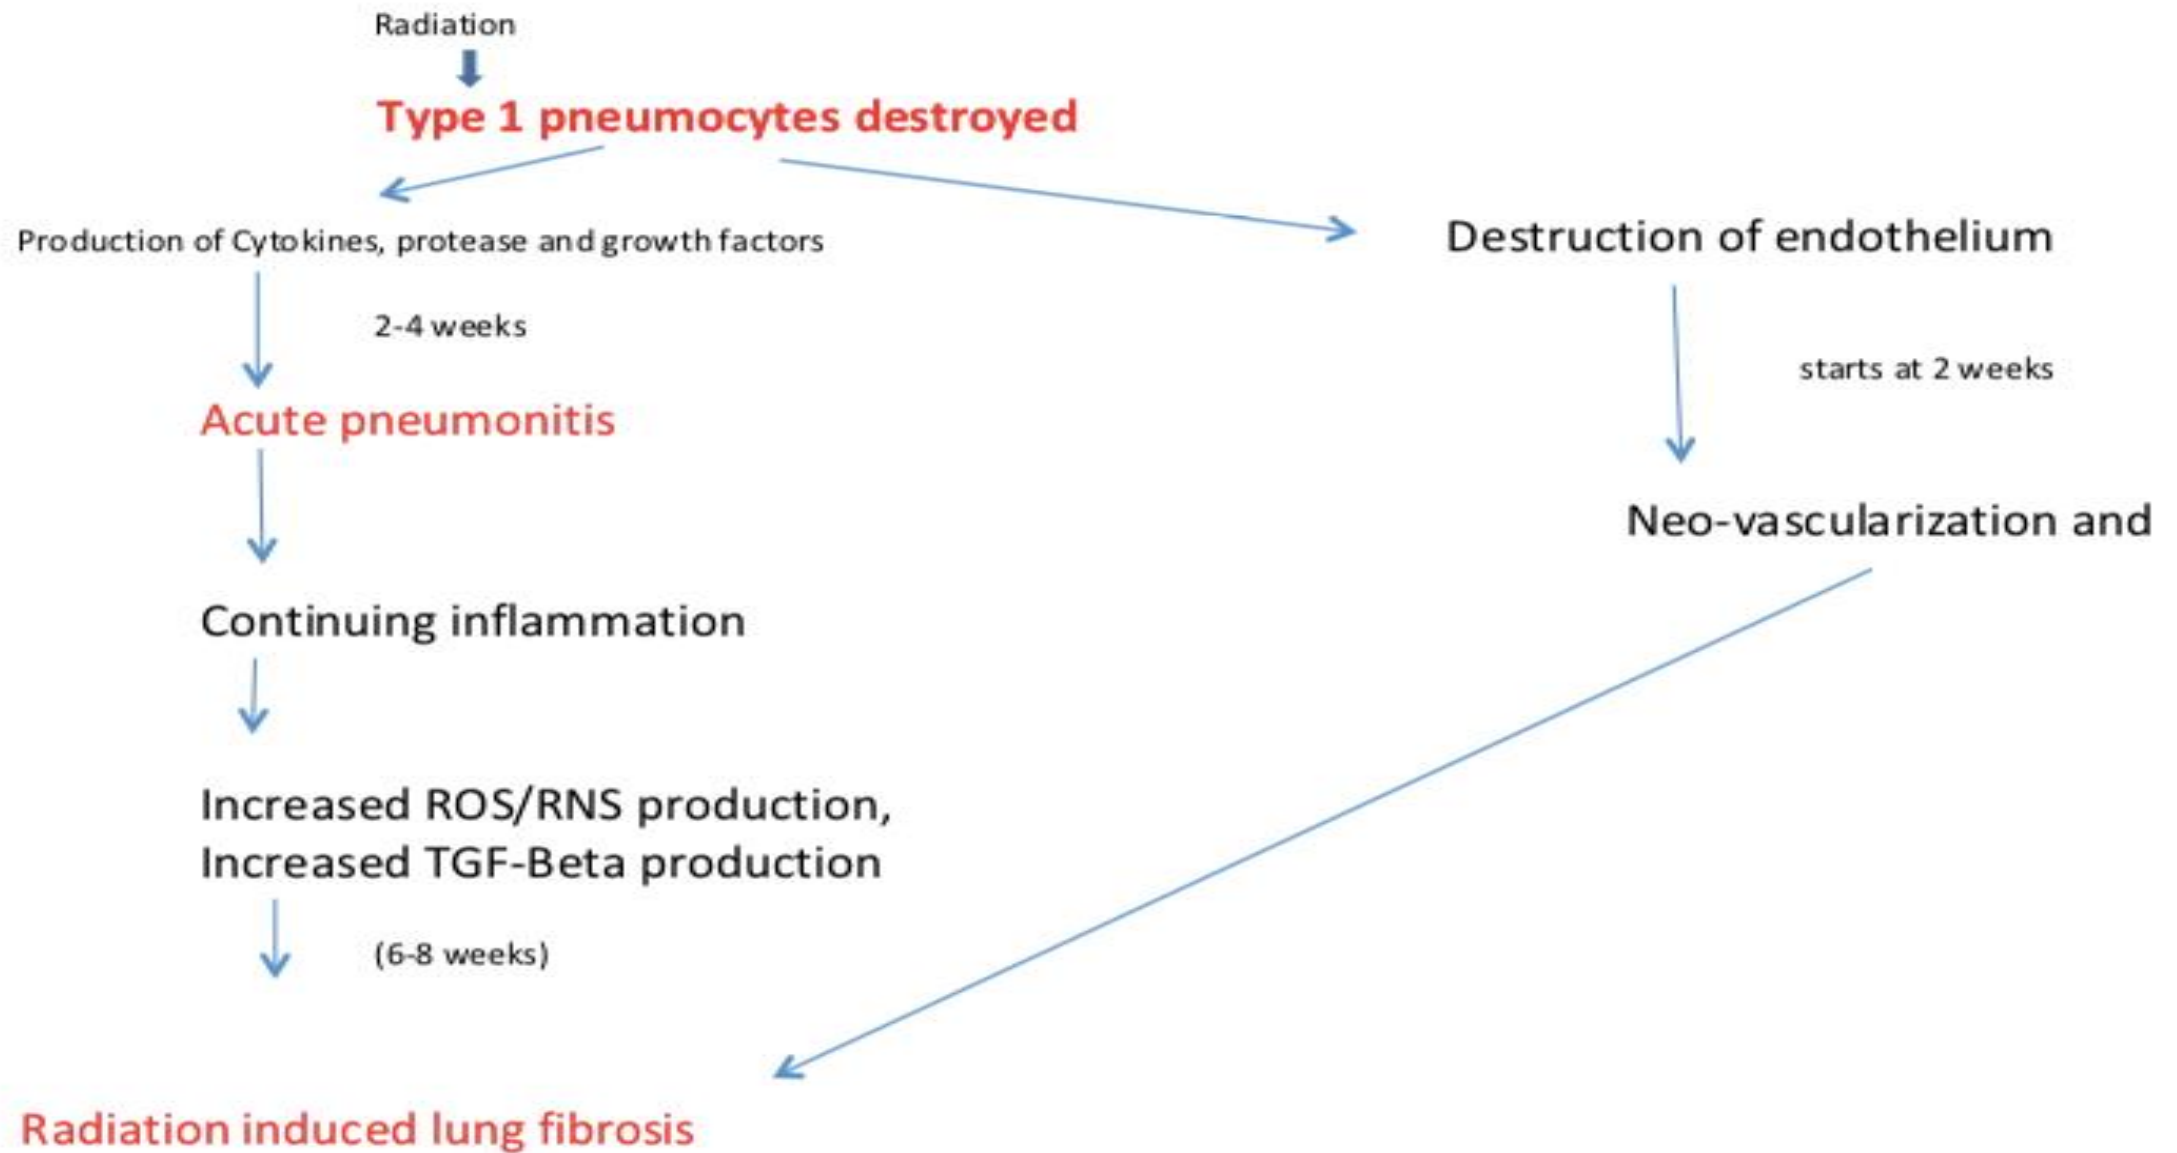 Radiation
Type 1 pneumocytes destroyed
Production of Cytokines, protease and growth factors
Destruction of endothelium
2-4 weeks
starts at 2 weeks
Acute pneumonitis
Neo-vascularization and
Continuing inflammation
Increased ROS/RNS production,
Increased TGF-Beta production
(6-8 weeks)
Radiation induced lung fibrosis